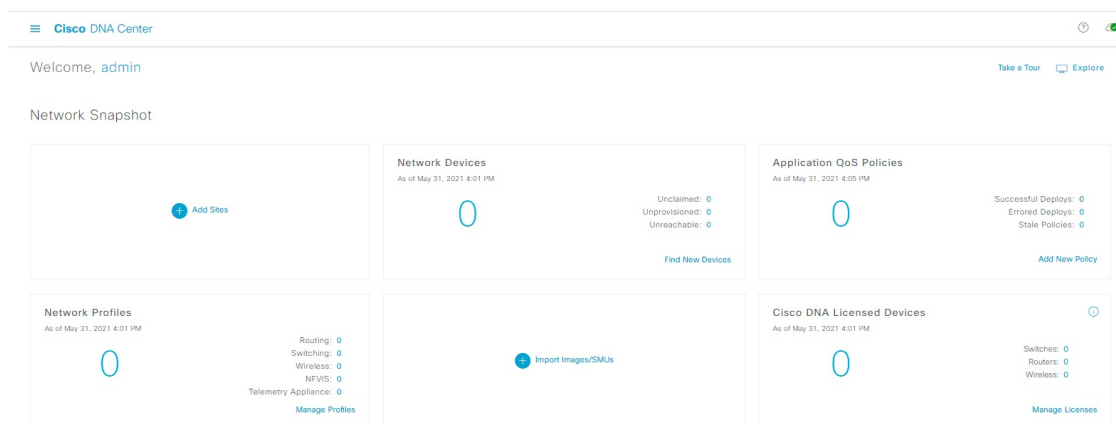 Cisco DNA Center
Welcome, admin
Take a Tour
Explore
Network Snapshot
Add Sites
Network Devices
As of May 31, 2021 4:01 PM
0
Unclaimed: 0
Unprovisioned: 0
Unreachable: 0
Find New Devices
Application QoS Policies
As of May 31, 2021 4:05 PM
0
Successful Deploys: 0
Errored Deploys: 0
Stale Policies: 0
Add New Policy
Network Profiles
As of May 31, 2021 4:01 PM
0
Routing: 0
Switching: 0
Wireless: 0
NFVIS: 0
Telemetry Appliance: 0
Manage Profiles
Import Images/SMUs
Cisco DNA Licensed Devices
As of May 31, 2021 4:01 PM
0
Switches: 0
Routers: 0
Wireless: 0
Manage Licenses